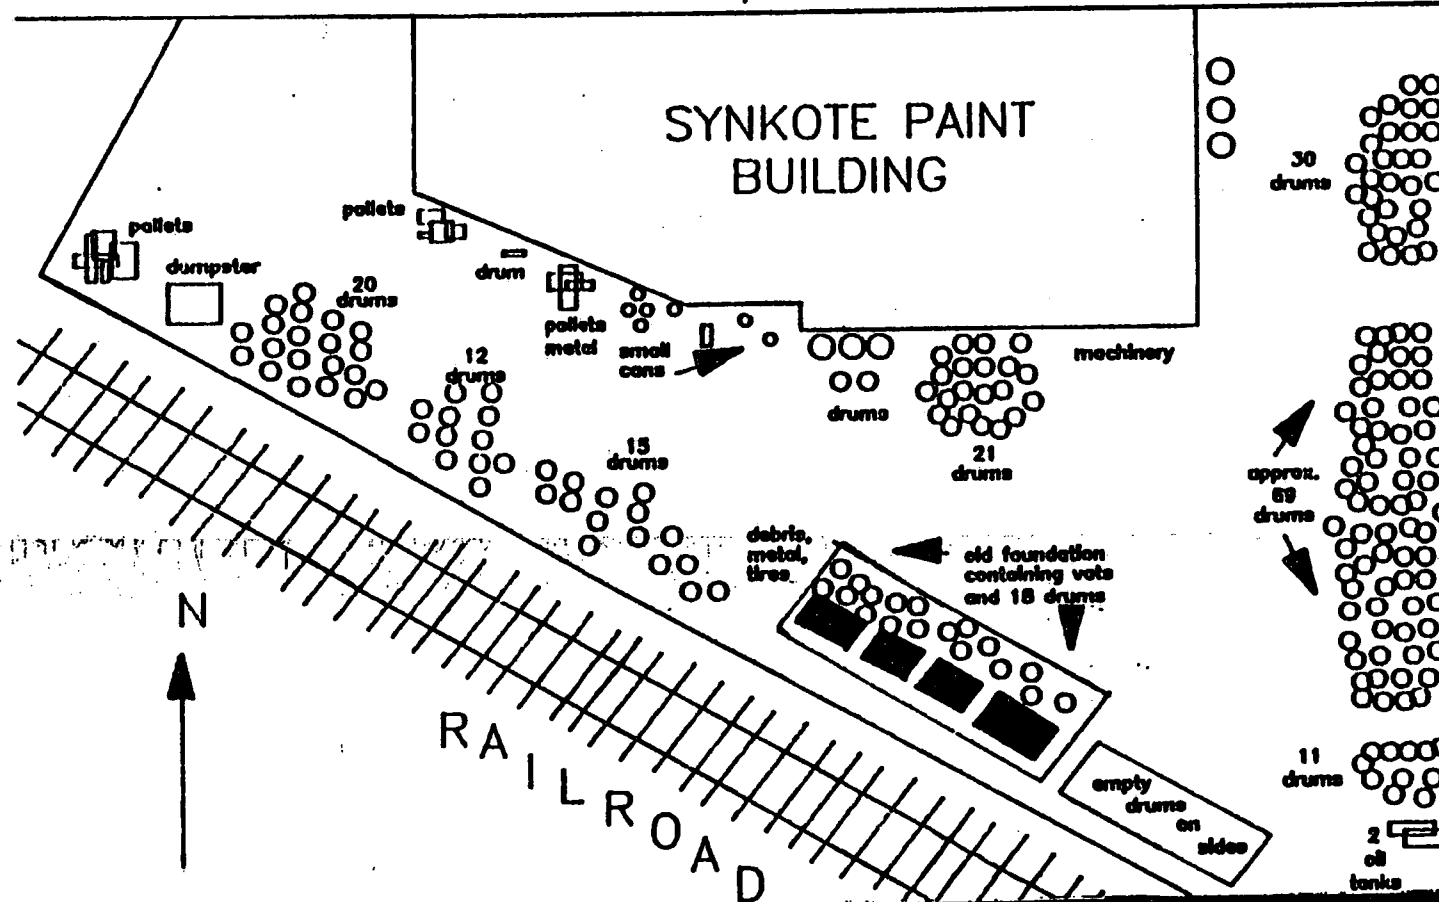 SYNKOTE PAINT
BUILDING
30
drums
pallets
pallets
dumpster
drum
20
drums
pallets
metal
small
cans
machinery
12
drums
drums
15
drums
21
drums
approx.
69
drums
debris,
metal,
tires
old foundation
containing vats
and 18 drums
N
RAILROAD
11
drums
empty
drums
on
sides
2
oil
tanks